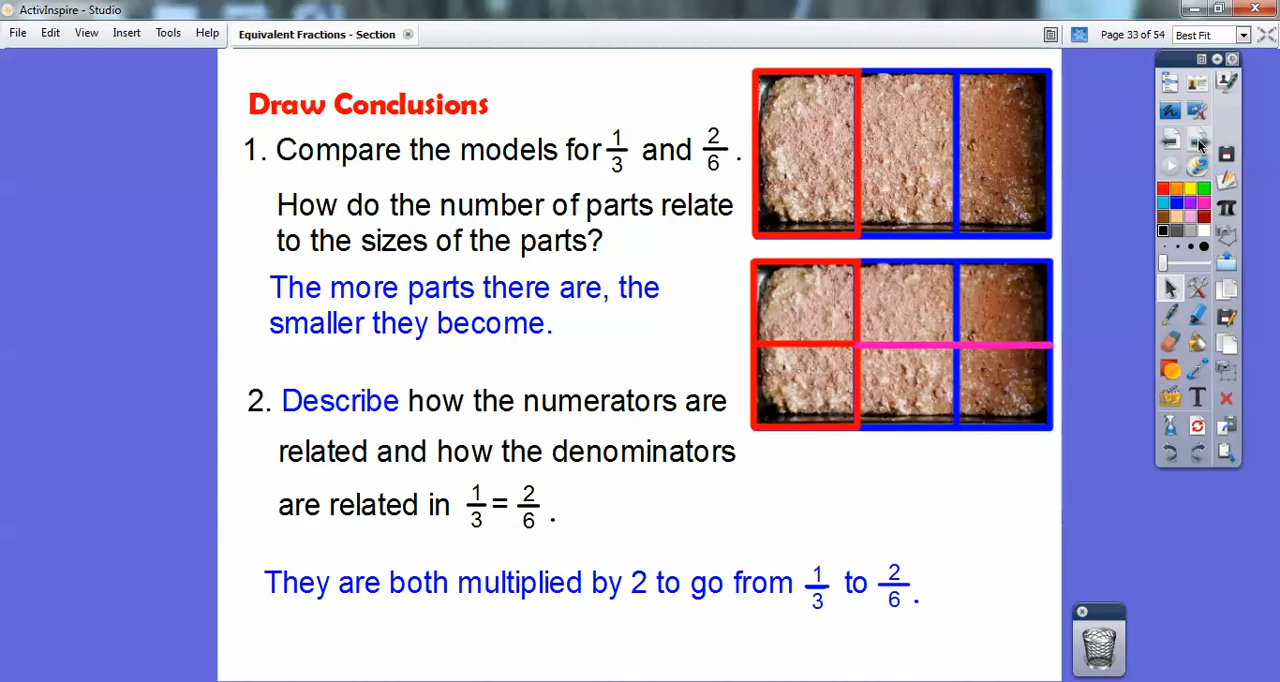 ActivInspire - Studio
File Edit View Insert Tools Help
Equivalent Fractions - Section
Page 33 of 54
Best Fit
Draw Conclusions
1. Compare the models for 1/3 and 2/6 .
How do the number of parts relate
to the sizes of the parts?
The more parts there are, the
smaller they become.
2. Describe how the numerators are
related and how the denominators
are related in 1/3 = 2/6 .
They are both multiplied by 2 to go from 1/3 to 2/6 .